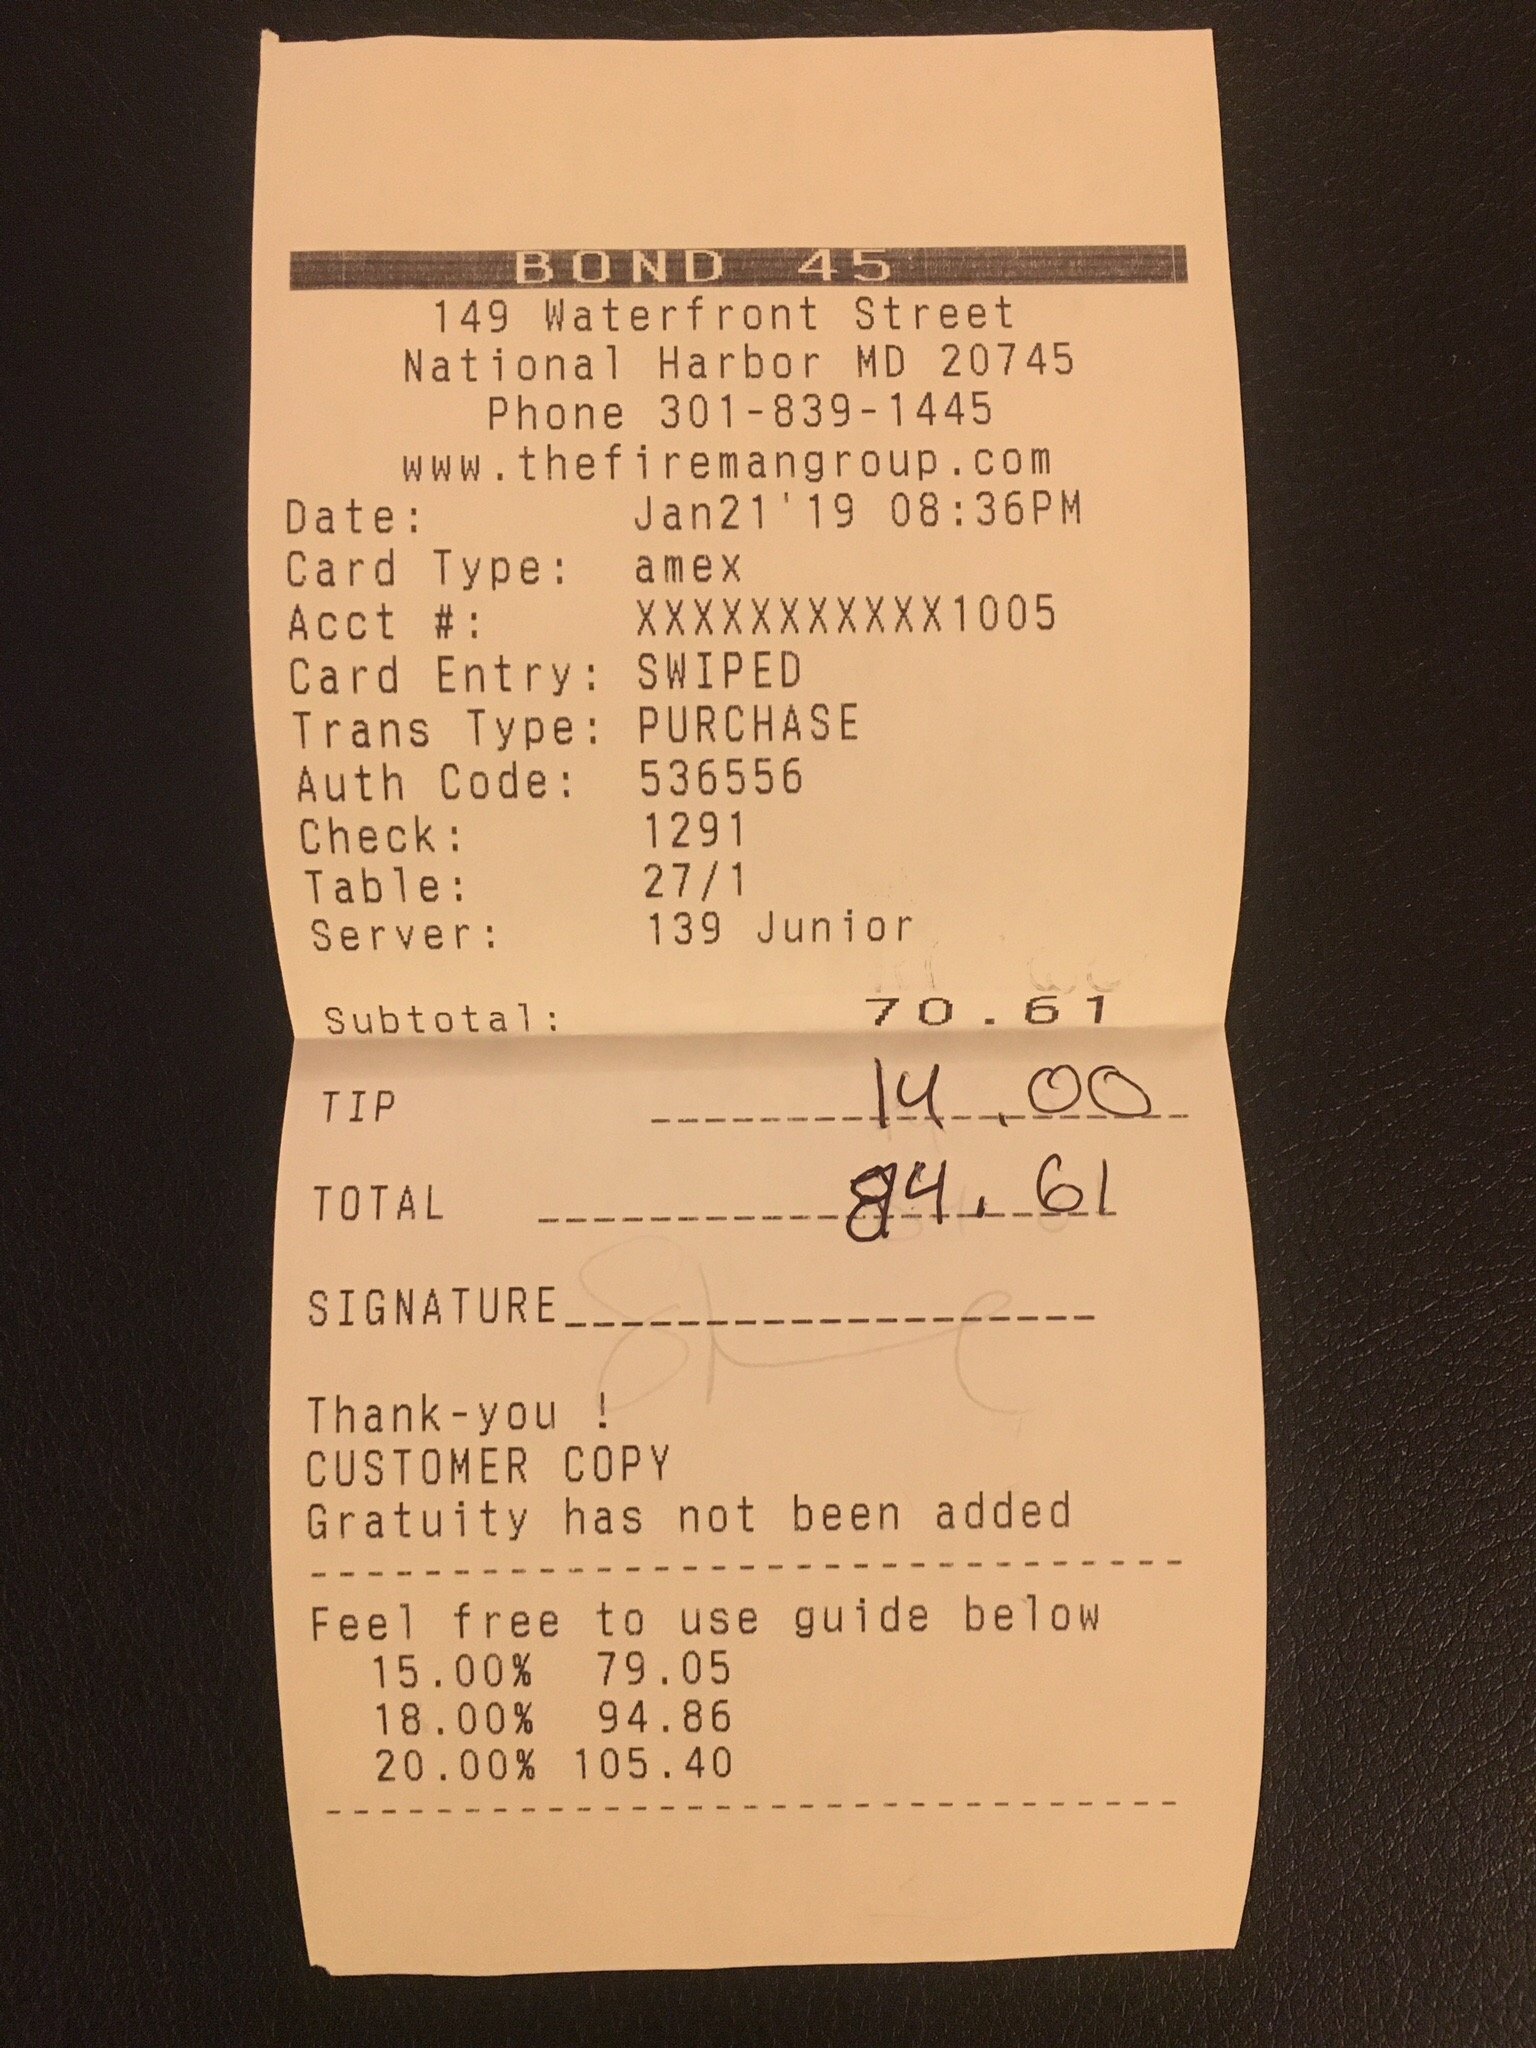 BOND 45
149 Waterfront Street
National Harbor MD 20745
Phone 301-839-1445
www.thefiremangroup.com
Date: Jan21'19 08:36PM
Card Type: amex
Acct #: XXXXXXXXXXX1005
Card Entry: SWIPED
Trans Type: PURCHASE
Auth Code: 536556
Check: 1291
Table: 27/1
Server: 139 Junior
Subtotal: 70.61
TIP 14.00
TOTAL 84.61
SIGNATURE
Thank-you !
CUSTOMER COPY
Gratuity has not been added
Feel free to use guide below
15.00% 79.05
18.00% 94.86
20.00% 105.40